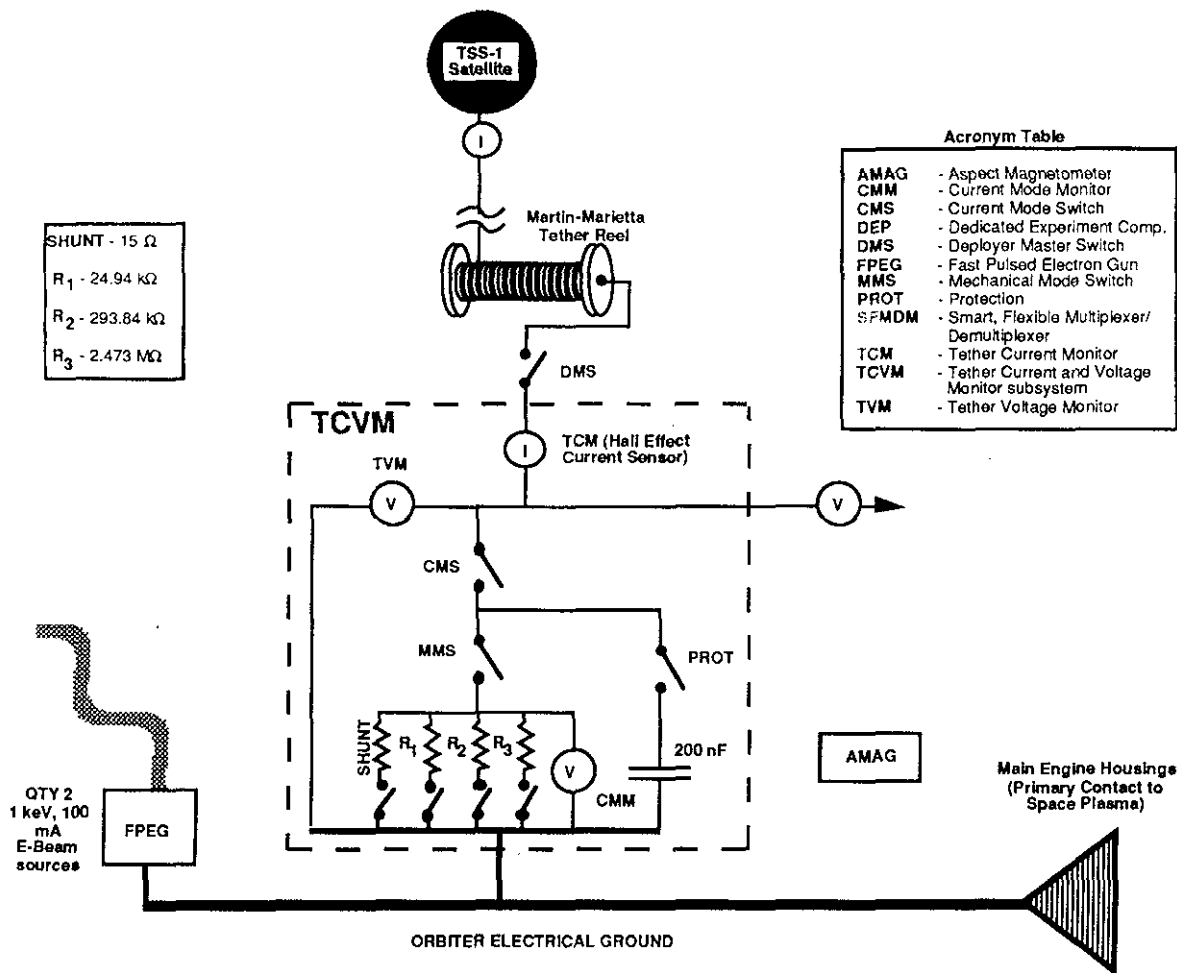 TSS-1
Satellite
I
Martin-Marietta
Tether Reel
SHUNT - 15 Ω
R1 - 24.94 kΩ
R2 - 293.84 kΩ
R3 - 2.473 MΩ
Acronym Table
AMAG - Aspect Magnetometer
CMM - Current Mode Monitor
CMS - Current Mode Switch
DEP - Dedicated Experiment Comp.
DMS - Deployer Master Switch
FPEG - Fast Pulsed Electron Gun
MMS - Mechanical Mode Switch
PROT - Protection
SFMDM - Smart, Flexible Multiplexer/
Demultiplexer
TCM - Tether Current Monitor
TCVM - Tether Current and Voltage
Monitor subsystem
TVM - Tether Voltage Monitor
DMS
TCVM
I
TCM (Hall Effect
Current Sensor)
TVM
V
V
CMS
MMS
PROT
SHUNT
R1
R2
R3
V
CMM
200 nF
AMAG
Main Engine Housings
(Primary Contact to
Space Plasma)
QTY 2
1 keV, 100
mA
E-Beam
sources
FPEG
ORBITER ELECTRICAL GROUND